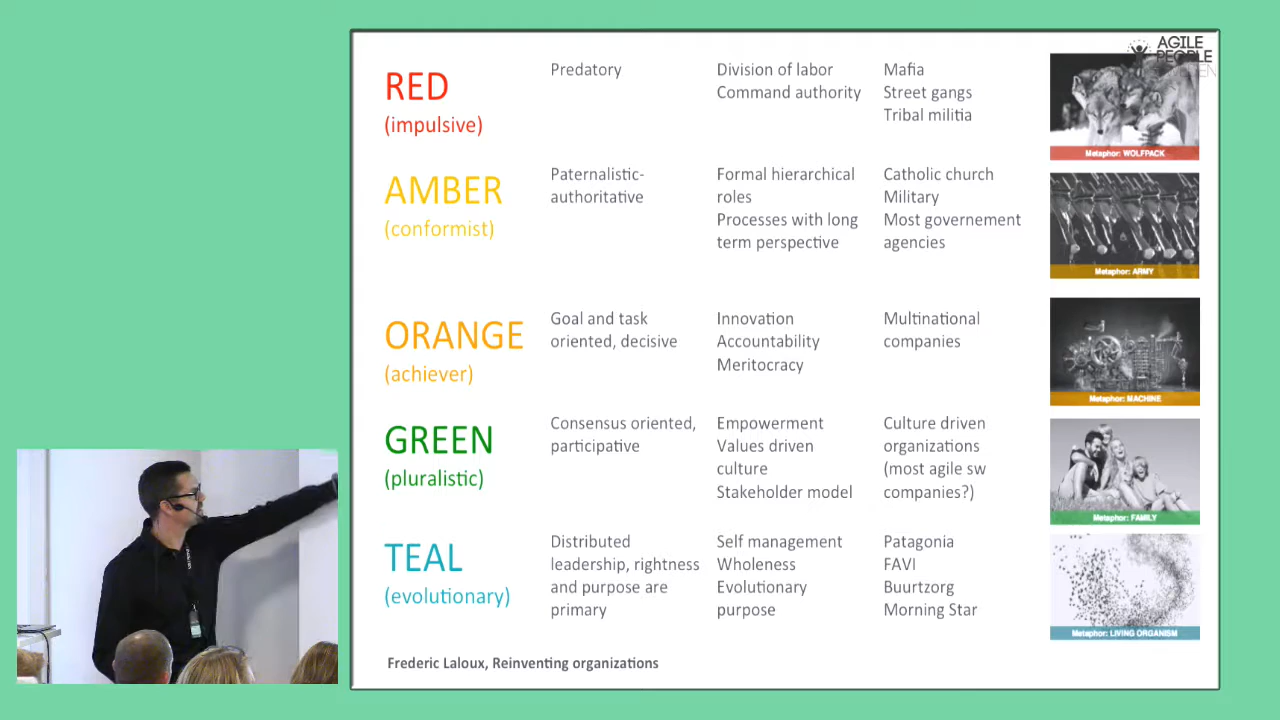 AGILE
PEOPLE
RED
(impulsive)
Predatory
Division of labor
Command authority
Mafia
Street gangs
Tribal militia
Metaphor: WOLFPACK
AMBER
(conformist)
Paternalistic-
authoritative
Formal hierarchical
roles
Processes with long
term perspective
Catholic church
Military
Most governement
agencies
Metaphor: ARMY
ORANGE
(achiever)
Goal and task
oriented, decisive
Innovation
Accountability
Meritocracy
Multinational
companies
Metaphor: MACHINE
GREEN
(pluralistic)
Consensus oriented,
participative
Empowerment
Values driven
culture
Stakeholder model
Culture driven
organizations
(most agile sw
companies?)
Metaphor: FAMILY
TEAL
(evolutionary)
Distributed
leadership, rightness
and purpose are
primary
Self management
Wholeness
Evolutionary
purpose
Patagonia
FAVI
Buurtzorg
Morning Star
Metaphor: LIVING ORGANISM
Frederic Laloux, Reinventing organizations